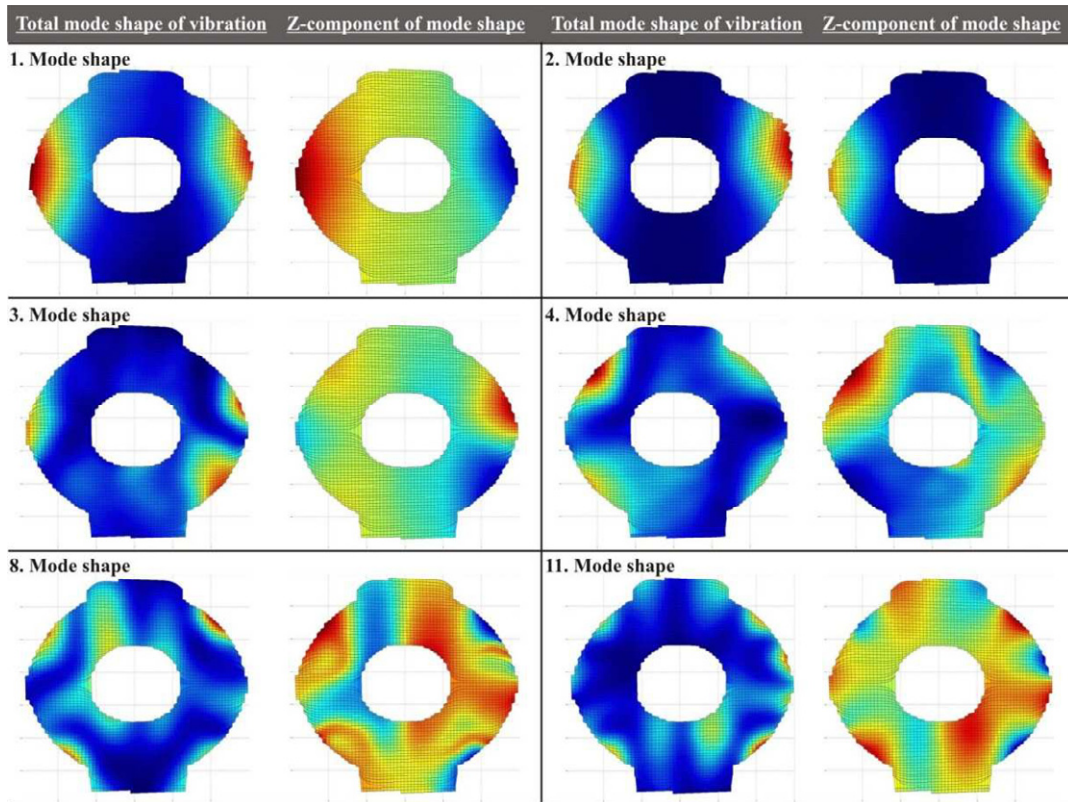 Total mode shape of vibration Z-component of mode shape Total mode shape of vibration Z-component of mode shape
1. Mode shape 2. Mode shape
3. Mode shape 4. Mode shape
8. Mode shape 11. Mode shape